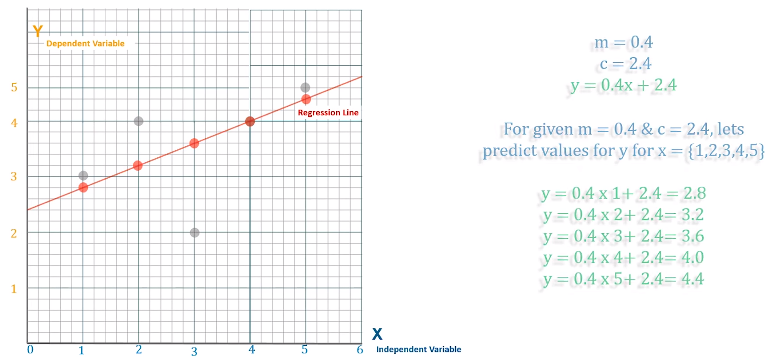 Y
Dependent Variable
5
4
3
2
1
Regression Line
0 1 2 3 4 5 6
X
Independent Variable
m = 0.4
c = 2.4
y = 0.4x + 2.4
For given m = 0.4 & c = 2.4, lets
predict values for y for x = {1,2,3,4,5}
y = 0.4 x 1+ 2.4 = 2.8
y = 0.4 x 2+ 2.4= 3.2
y = 0.4 x 3+ 2.4= 3.6
y = 0.4 x 4+ 2.4= 4.0
y = 0.4 x 5+ 2.4= 4.4